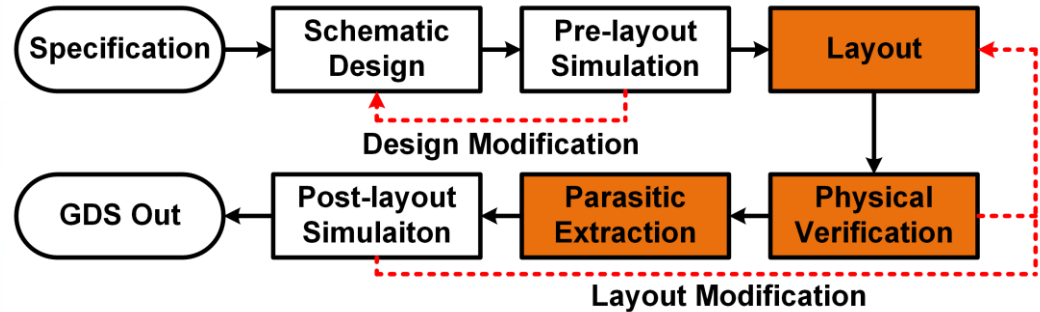 Specification
Schematic
Design
Pre-layout
Simulation
Layout
Design Modification
GDS Out
Post-layout
Simulaiton
Parasitic
Extraction
Physical
Verification
Layout Modification